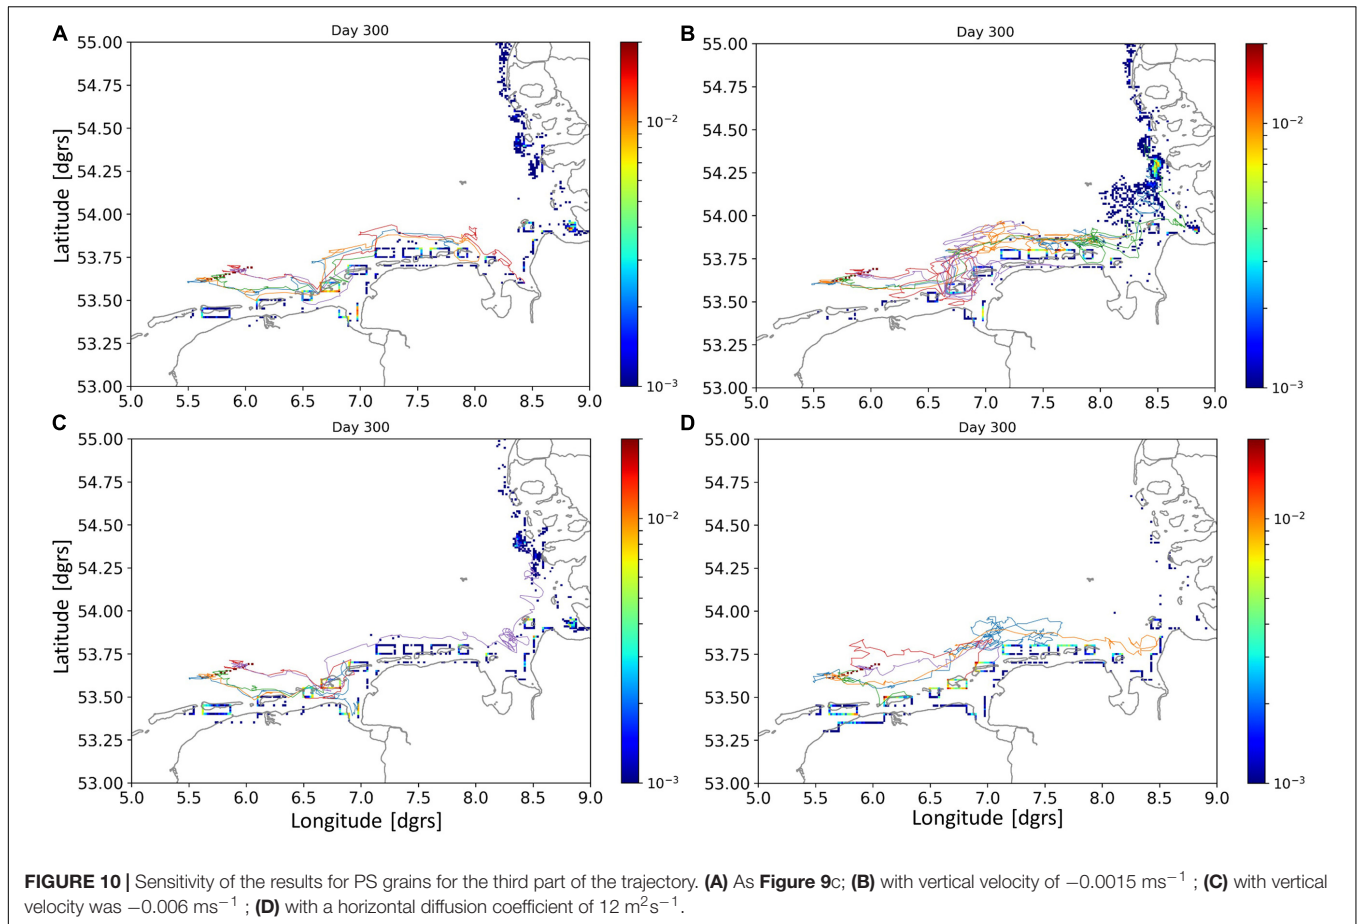 A
Day 300
55.00
54.75
54.50
54.25
54.00
53.75
53.50
53.25
53.00
Latitude [dgrs]
5.0 5.5 6.0 6.5 7.0 7.5 8.0 8.5 9.0
10−2
10−3
B
Day 300
55.00
54.75
54.50
54.25
54.00
53.75
53.50
53.25
53.00
5.0 5.5 6.0 6.5 7.0 7.5 8.0 8.5 9.0
10−2
10−3
C
Day 300
55.00
54.75
54.50
54.25
54.00
53.75
53.50
53.25
53.00
Latitude [dgrs]
5.0 5.5 6.0 6.5 7.0 7.5 8.0 8.5 9.0
Longitude [dgrs]
10−2
10−3
D
Day 300
55.00
54.75
54.50
54.25
54.00
53.75
53.50
53.25
53.00
5.0 5.5 6.0 6.5 7.0 7.5 8.0 8.5 9.0
Longitude [dgrs]
10−2
10−3
FIGURE 10 | Sensitivity of the results for PS grains for the third part of the trajectory. (A) As Figure 9c; (B) with vertical velocity of −0.0015 ms−1 ; (C) with vertical
velocity was −0.006 ms−1 ; (D) with a horizontal diffusion coefficient of 12 m2s−1.